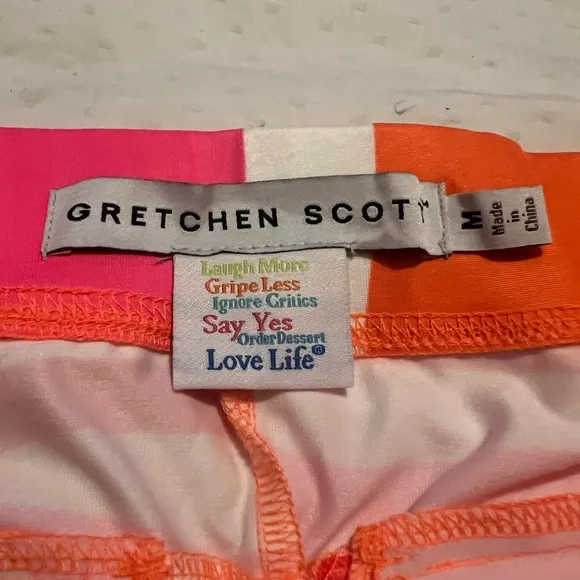 GRETCHEN SCOTT
M
Made
in
China
Laugh More
Gripe Less
Ignore Critics
Say Yes
Order Dessert
Love Life®